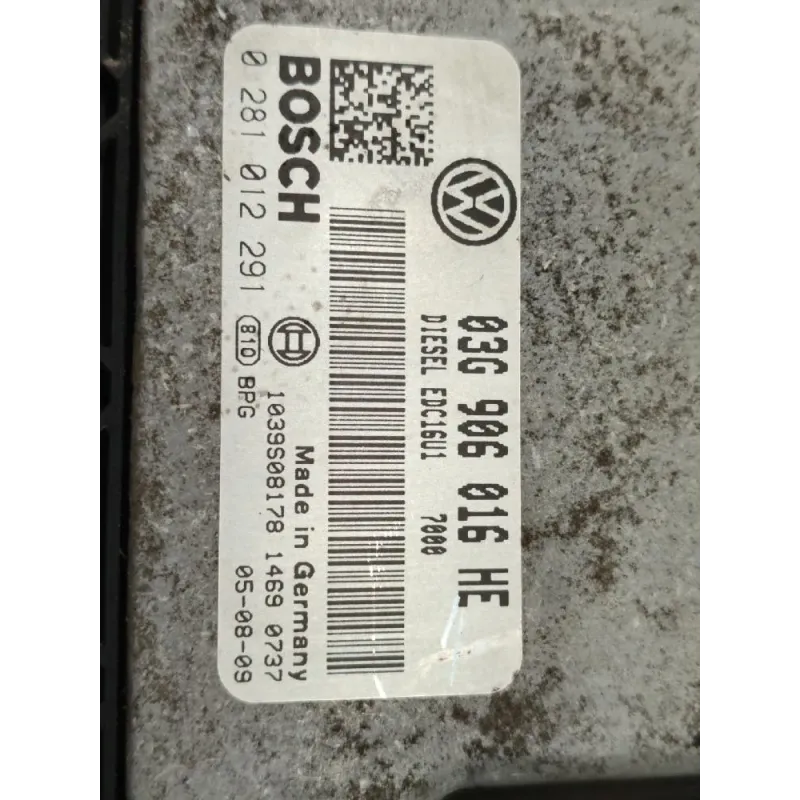 03G 906 016 HE
DIESEL EDC16U1 7000
BOSCH
0 281 012 291
810 BPG
1039S08178 1469 0737
Made in Germany
05-08-09